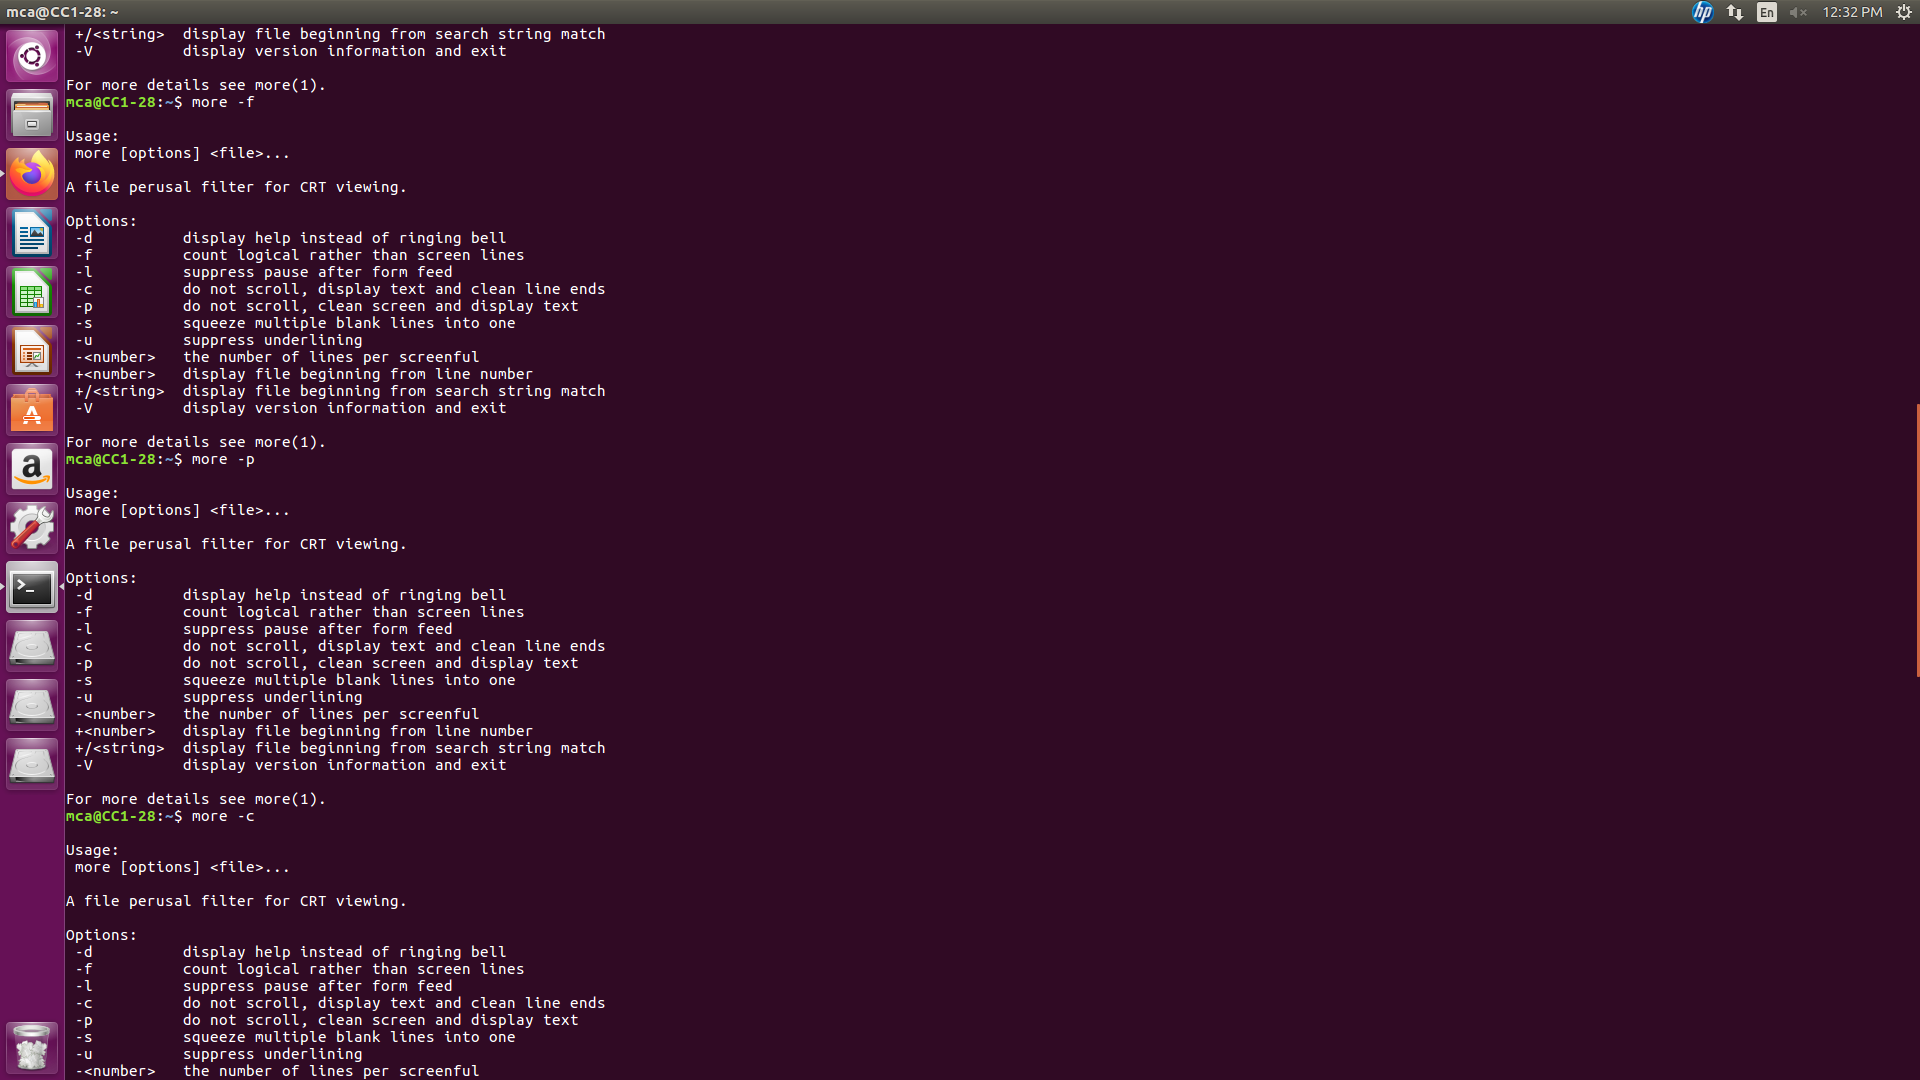 mca@CC1-28: ~
hp
En
12:32 PM
+/<string>  display file beginning from search string match
-V          display version information and exit
For more details see more(1).
mca@CC1-28:~$ more -f
Usage:
 more [options] <file>...
A file perusal filter for CRT viewing.
Options:
 -d          display help instead of ringing bell
 -f          count logical rather than screen lines
 -l          suppress pause after form feed
 -c          do not scroll, display text and clean line ends
 -p          do not scroll, clean screen and display text
 -s          squeeze multiple blank lines into one
 -u          suppress underlining
 -<number>   the number of lines per screenful
 +<number>   display file beginning from line number
 +/<string>  display file beginning from search string match
 -V          display version information and exit
For more details see more(1).
mca@CC1-28:~$ more -p
Usage:
 more [options] <file>...
A file perusal filter for CRT viewing.
Options:
 -d          display help instead of ringing bell
 -f          count logical rather than screen lines
 -l          suppress pause after form feed
 -c          do not scroll, display text and clean line ends
 -p          do not scroll, clean screen and display text
 -s          squeeze multiple blank lines into one
 -u          suppress underlining
 -<number>   the number of lines per screenful
 +<number>   display file beginning from line number
 +/<string>  display file beginning from search string match
 -V          display version information and exit
For more details see more(1).
mca@CC1-28:~$ more -c
Usage:
 more [options] <file>...
A file perusal filter for CRT viewing.
Options:
 -d          display help instead of ringing bell
 -f          count logical rather than screen lines
 -l          suppress pause after form feed
 -c          do not scroll, display text and clean line ends
 -p          do not scroll, clean screen and display text
 -s          squeeze multiple blank lines into one
 -u          suppress underlining
 -<number>   the number of lines per screenful